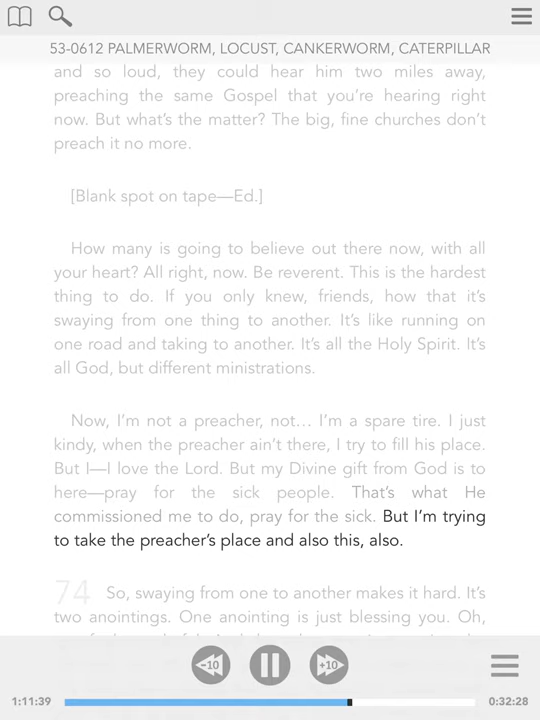 53-0612 PALMERWORM, LOCUST, CANKERWORM, CATERPILLAR
and so loud, they could hear him two miles away,
preaching the same Gospel that you're hearing right
now. But what's the matter? The big, fine churches don't
preach it no more.
[Blank spot on tape—Ed.]
How many is going to believe out there now, with all
your heart? All right, now. Be reverent. This is the hardest
thing to do. If you only knew, friends, how that it's
swaying from one thing to another. It's like running on
one road and taking to another. It's all the Holy Spirit. It's
all God, but different ministrations.
Now, I'm not a preacher, not… I'm a spare tire. I just
kindy, when the preacher ain't there, I try to fill his place.
But I—I love the Lord. But my Divine gift from God is to
here—pray for the sick people. That's what He
commissioned me to do, pray for the sick. But I'm trying
to take the preacher's place and also this, also.
74 So, swaying from one to another makes it hard. It's
two anointings. One anointing is just blessing you. Oh,
-10
+10
1:11:39
0:32:28